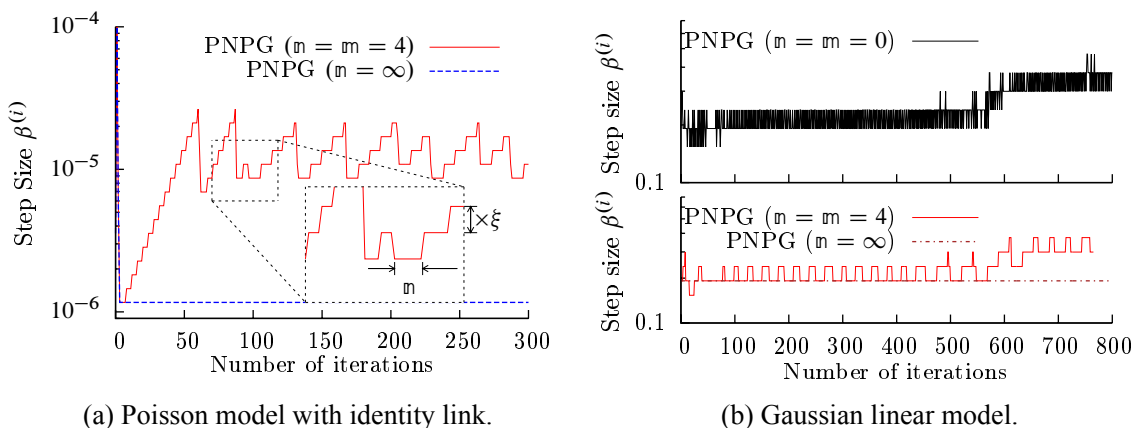 10⁻⁴
10⁻⁵
10⁻⁶
Step Size β⁽ⁱ⁾
PNPG (𝕟 = 𝕞 = 4)
PNPG (𝕟 = ∞)
×ξ
𝕟
0 50 100 150 200 250 300
Number of iterations
(a) Poisson model with identity link.
Step size β⁽ⁱ⁾
PNPG (𝕟 = 𝕞 = 0)
0.1
Step size β⁽ⁱ⁾
PNPG (𝕟 = 𝕞 = 4)
PNPG (𝕟 = ∞)
0.1
0 100 200 300 400 500 600 700 800
Number of iterations
(b) Gaussian linear model.